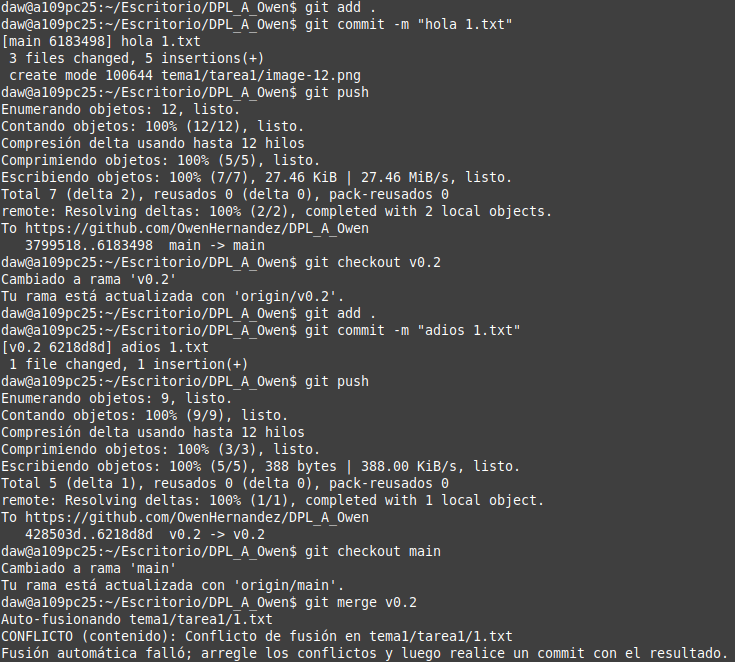 daw@a109pc25:~/Escritorio/DPL_A_Owen$ git add .
daw@a109pc25:~/Escritorio/DPL_A_Owen$ git commit -m "hola 1.txt"
[main 6183498] hola 1.txt
 3 files changed, 5 insertions(+)
 create mode 100644 tema1/tarea1/image-12.png
daw@a109pc25:~/Escritorio/DPL_A_Owen$ git push
Enumerando objetos: 12, listo.
Contando objetos: 100% (12/12), listo.
Compresión delta usando hasta 12 hilos
Comprimiendo objetos: 100% (5/5), listo.
Escribiendo objetos: 100% (7/7), 27.46 KiB | 27.46 MiB/s, listo.
Total 7 (delta 2), reusados 0 (delta 0), pack-reusados 0
remote: Resolving deltas: 100% (2/2), completed with 2 local objects.
To https://github.com/OwenHernandez/DPL_A_Owen
   3799518..6183498  main -> main
daw@a109pc25:~/Escritorio/DPL_A_Owen$ git checkout v0.2
Cambiado a rama 'v0.2'
Tu rama está actualizada con 'origin/v0.2'.
daw@a109pc25:~/Escritorio/DPL_A_Owen$ git add .
daw@a109pc25:~/Escritorio/DPL_A_Owen$ git commit -m "adios 1.txt"
[v0.2 6218d8d] adios 1.txt
 1 file changed, 1 insertion(+)
daw@a109pc25:~/Escritorio/DPL_A_Owen$ git push
Enumerando objetos: 9, listo.
Contando objetos: 100% (9/9), listo.
Compresión delta usando hasta 12 hilos
Comprimiendo objetos: 100% (3/3), listo.
Escribiendo objetos: 100% (5/5), 388 bytes | 388.00 KiB/s, listo.
Total 5 (delta 1), reusados 0 (delta 0), pack-reusados 0
remote: Resolving deltas: 100% (1/1), completed with 1 local object.
To https://github.com/OwenHernandez/DPL_A_Owen
   428503d..6218d8d  v0.2 -> v0.2
daw@a109pc25:~/Escritorio/DPL_A_Owen$ git checkout main
Cambiado a rama 'main'
Tu rama está actualizada con 'origin/main'.
daw@a109pc25:~/Escritorio/DPL_A_Owen$ git merge v0.2
Auto-fusionando tema1/tarea1/1.txt
CONFLICTO (contenido): Conflicto de fusión en tema1/tarea1/1.txt
Fusión automática falló; arregle los conflictos y luego realice un commit con el resultado.